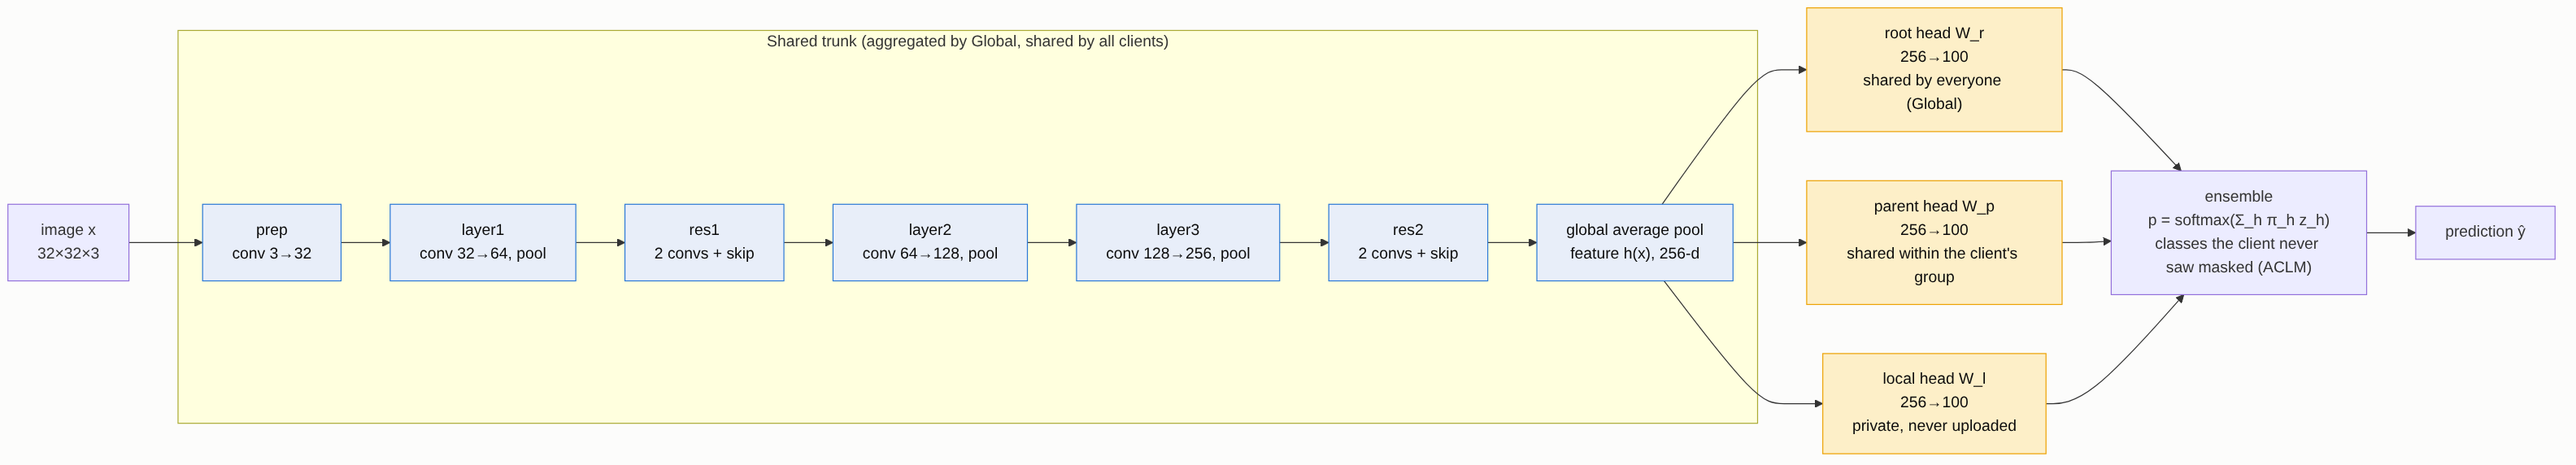 Shared trunk (aggregated by Global, shared by all clients)
image x
32×32×3
prep
conv 3→32
layer1
conv 32→64, pool
res1
2 convs + skip
layer2
conv 64→128, pool
layer3
conv 128→256, pool
res2
2 convs + skip
global average pool
feature h(x), 256-d
root head W_r
256→100
shared by everyone
(Global)
parent head W_p
256→100
shared within the client's
group
local head W_l
256→100
private, never uploaded
ensemble
p = softmax(Σ_h π_h z_h)
classes the client never
saw masked (ACLM)
prediction ŷ